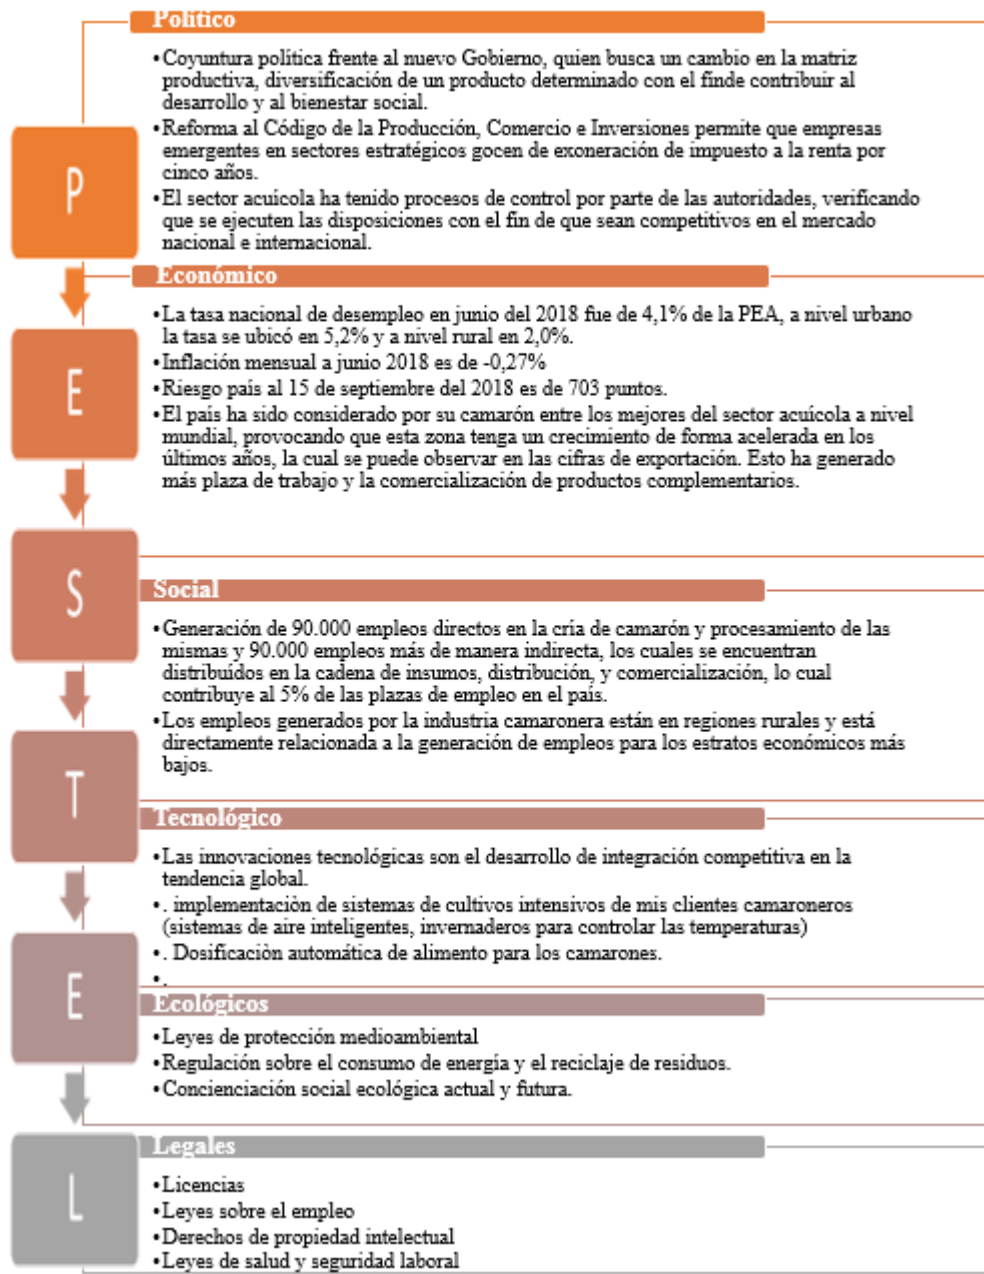 Político
•Coyuntura política frente al nuevo Gobierno, quien busca un cambio en la matriz
productiva, diversificación de un producto determinado con el fínde contribuir al
desarrollo y al bienestar social.
•Reforma al Código de la Producción, Comercio e Inversiones permite que empresas
emergentes en sectores estratégicos gocen de exoneración de impuesto a la renta por
cinco años.
•El sector acuícola ha tenido procesos de control por parte de las autoridades, verificando
que se ejecuten las disposiciones con el fin de que sean competitivos en el mercado
nacional e internacional.
P
Económico
•La tasa nacional de desempleo en junio del 2018 fue de 4,1% de la PEA, a nivel urbano
la tasa se ubicó en 5,2% y a nivel rural en 2,0%.
•Inflación mensual a junio 2018 es de -0,27%
•Riesgo país al 15 de septiembre del 2018 es de 703 puntos.
•El país ha sido considerado por su camarón entre los mejores del sector acuícola a nivel
mundial, provocando que esta zona tenga un crecimiento de forma acelerada en los
últimos años, la cual se puede observar en las cifras de exportación. Esto ha generado
más plaza de trabajo y la comercialización de productos complementarios.
E
Social
•Generación de 90.000 empleos directos en la cría de camarón y procesamiento de las
mismas y 90.000 empleos más de manera indirecta, los cuales se encuentran
distribuídos en la cadena de insumos, distribución, y comercialización, lo cual
contribuye al 5% de las plazas de empleo en el país.
•Los empleos generados por la industria camaronera están en regiones rurales y está
directamente relacionada a la generación de empleos para los estratos económicos más
bajos.
S
Tecnológico
•Las innovaciones tecnológicas son el desarrollo de integración competitiva en la
tendencia global.
•. implementaciòn de sistemas de cultivos intensivos de mis clientes camaroneros
(sistemas de aire inteligentes, invernaderos para controlar las temperaturas)
•. Dosificaciòn automática de alimento para los camarones.
•.
T
Ecológicos
•Leyes de protección medioambiental
•Regulación sobre el consumo de energía y el reciclaje de residuos.
•Concienciación social ecológica actual y futura.
E
Legales
•Licencias
•Leyes sobre el empleo
•Derechos de propiedad intelectual
•Leyes de salud y seguridad laboral
L